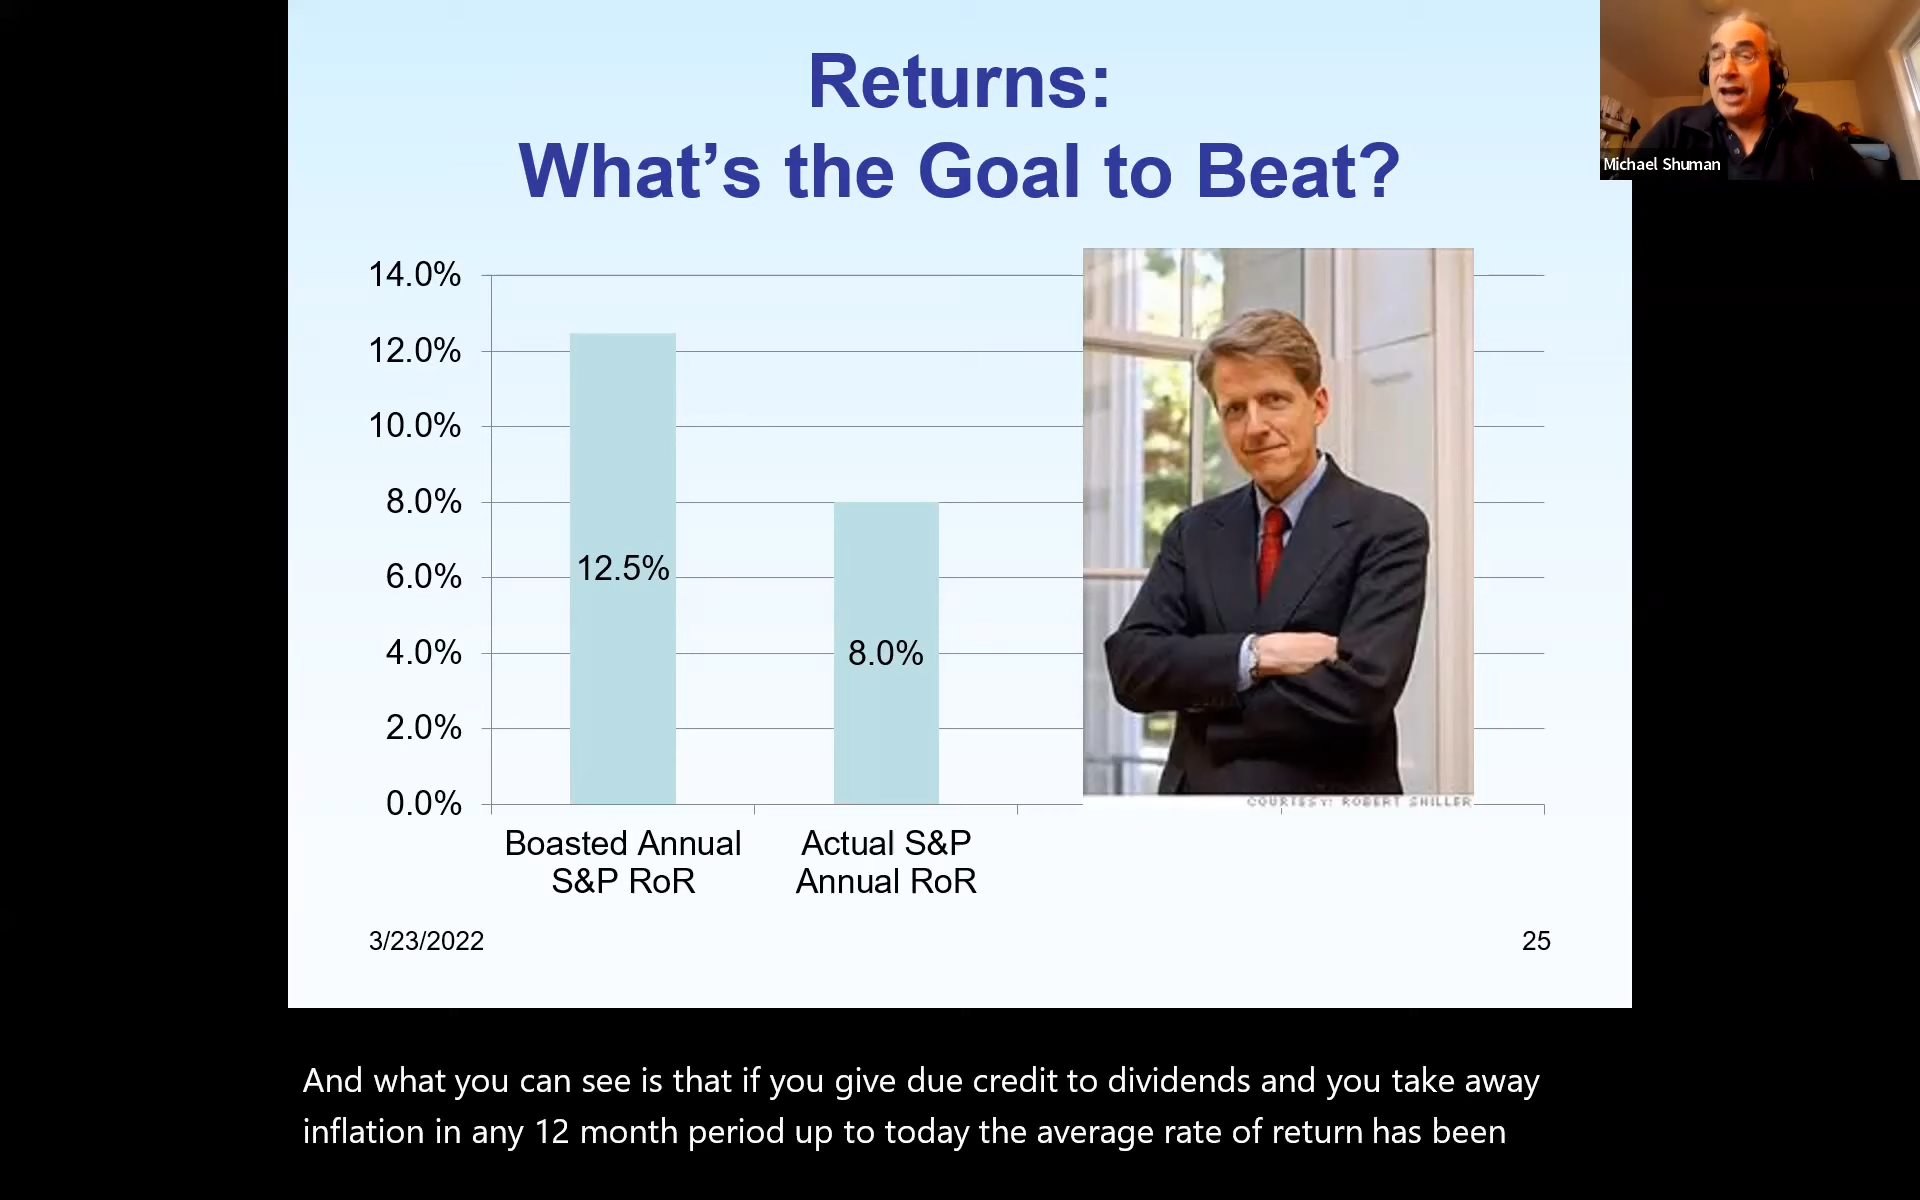 Returns:
What's the Goal to Beat?
Michael Shuman
14.0%
12.0%
10.0%
8.0%
6.0%
4.0%
2.0%
0.0%
12.5%
8.0%
COURTESY: ROBERT SHILLER
Boasted Annual
S&P RoR
Actual S&P
Annual RoR
3/23/2022
25
And what you can see is that if you give due credit to dividends and you take away
inflation in any 12 month period up to today the average rate of return has been